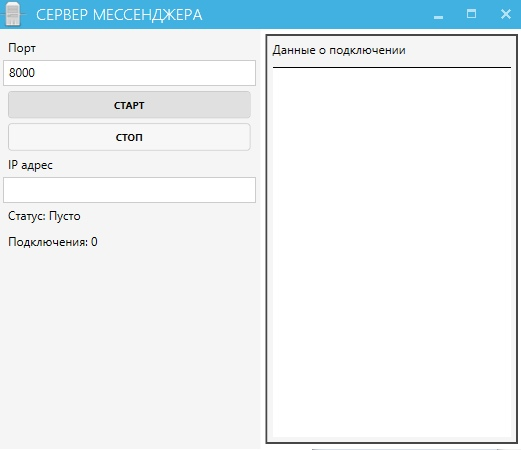 СЕРВЕР МЕССЕНДЖЕРА
Порт
8000
СТАРТ
СТОП
IP адрес
Статус: Пусто
Подключения: 0
Данные о подключении